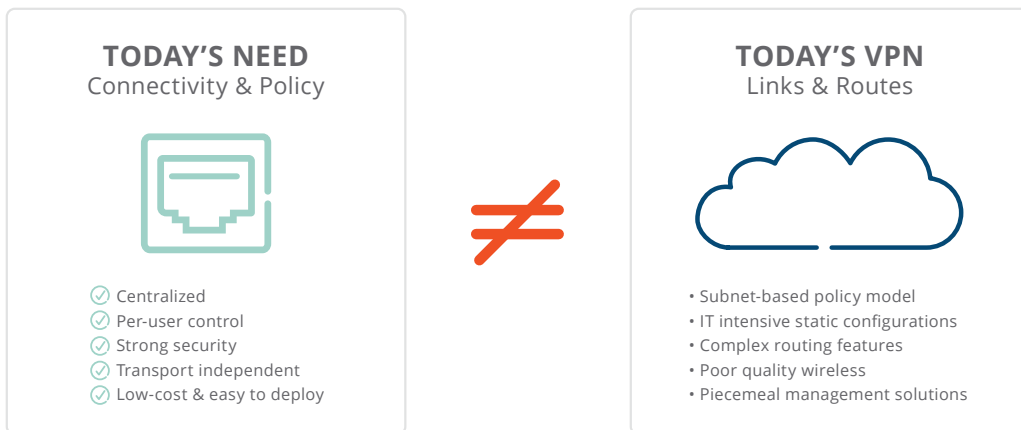 TODAY’S NEED
Connectivity & Policy
Centralized
Per-user control
Strong security
Transport independent
Low-cost & easy to deploy
≠
TODAY’S VPN
Links & Routes
• Subnet-based policy model
• IT intensive static configurations
• Complex routing features
• Poor quality wireless
• Piecemeal management solutions